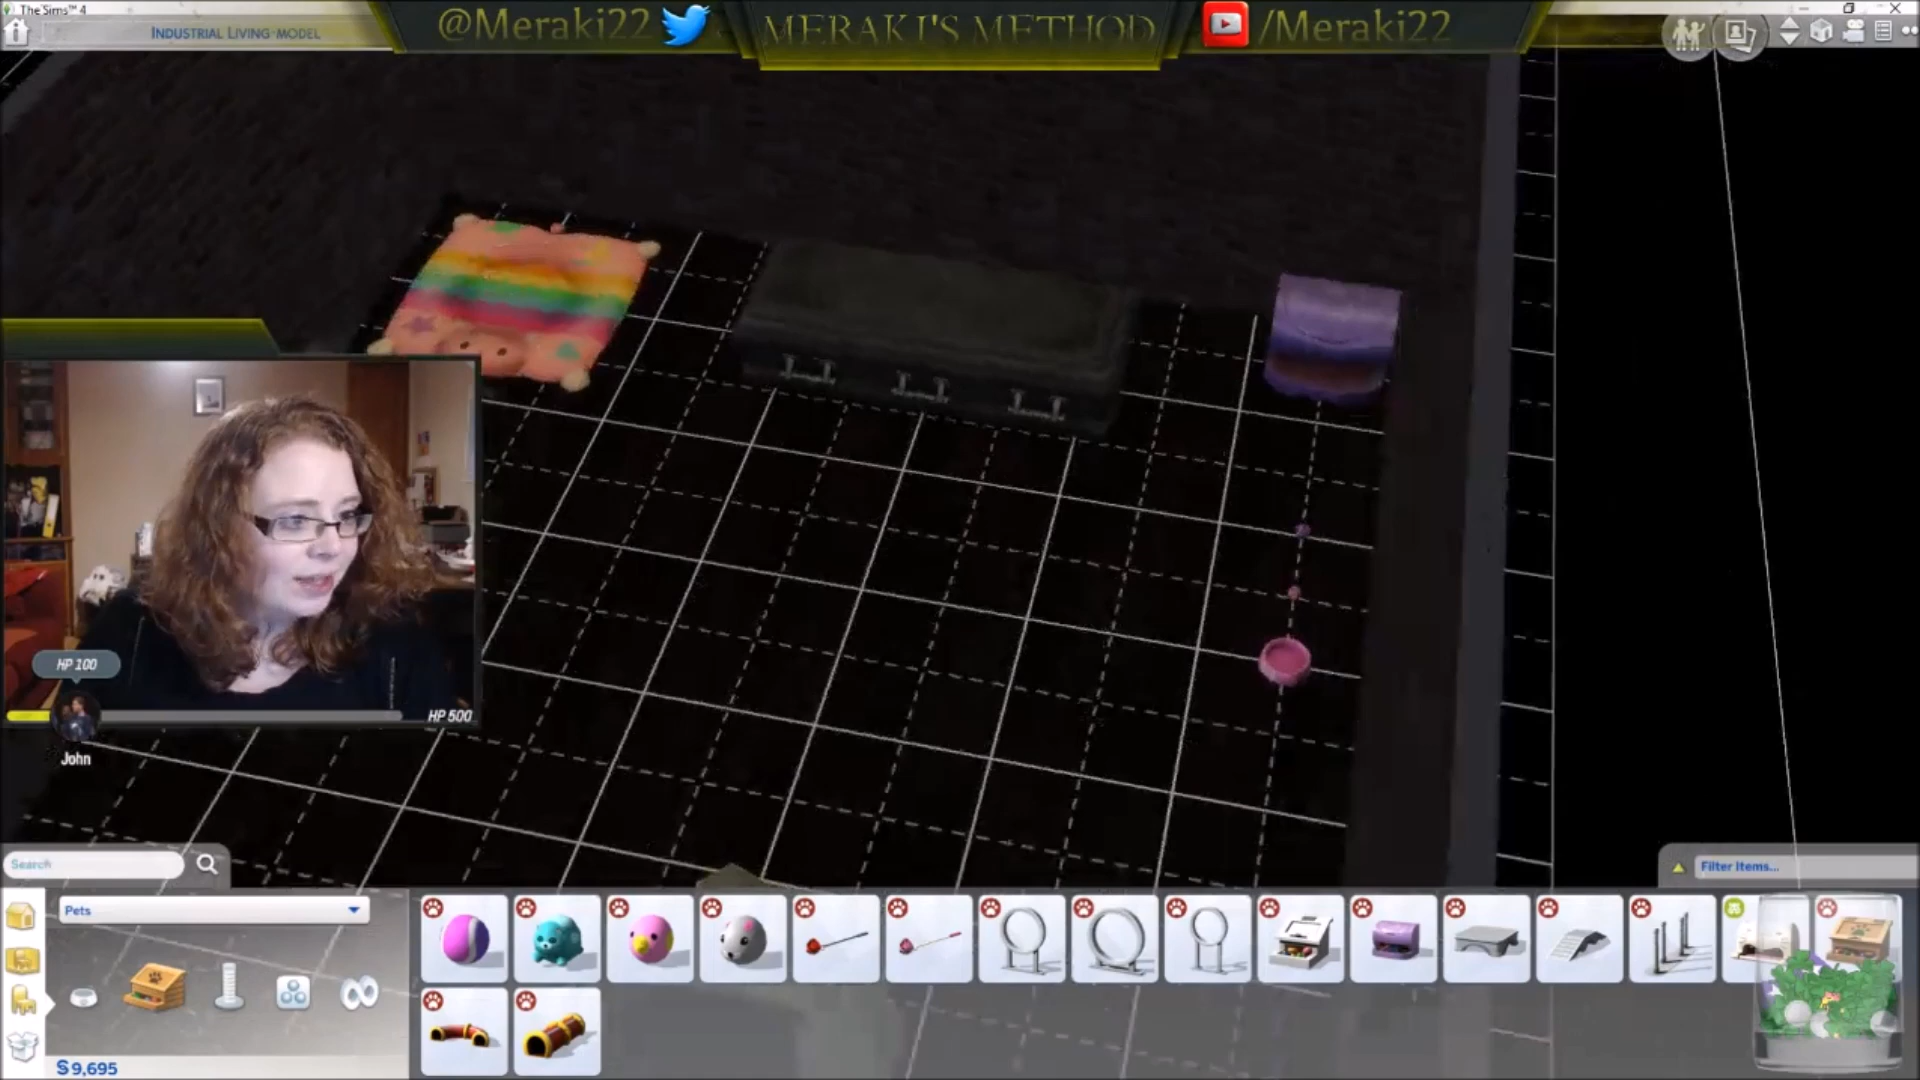 The Sims™ 4
INDUSTRIAL LIVING-MODEL
@Meraki22
MERAKI'S METHOD
/Meraki22
HP 100
HP 500
John
Search
Filter Items...
Pets
§9,695